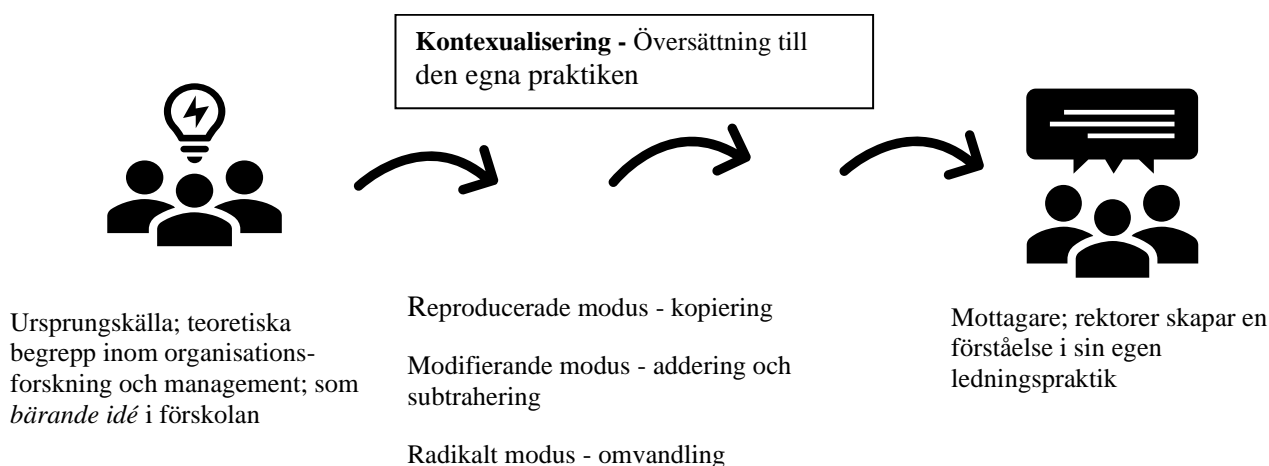 Kontexualisering - Översättning till
den egna praktiken
Ursprungskälla; teoretiska
begrepp inom organisations-
forskning och management; som
bärande idé i förskolan
Reproducerade modus - kopiering
Modifierande modus - addering och
subtrahering
Radikalt modus - omvandling
Mottagare; rektorer skapar en
förståelse i sin egen
ledningspraktik